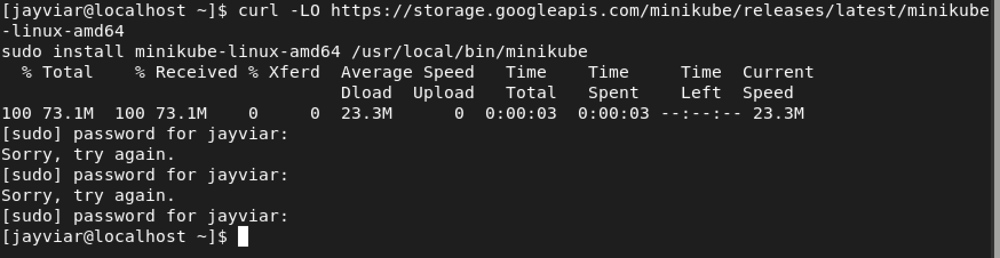 [jayviar@localhost ~]$ curl -LO https://storage.googleapis.com/minikube/releases/latest/minikube
-linux-amd64
sudo install minikube-linux-amd64 /usr/local/bin/minikube
  % Total    % Received % Xferd  Average Speed   Time    Time     Time  Current
                                 Dload  Upload   Total   Spent    Left  Speed
100 73.1M  100 73.1M    0     0  23.3M      0  0:00:03  0:00:03 --:--:-- 23.3M
[sudo] password for jayviar:
Sorry, try again.
[sudo] password for jayviar:
Sorry, try again.
[sudo] password for jayviar:
[jayviar@localhost ~]$